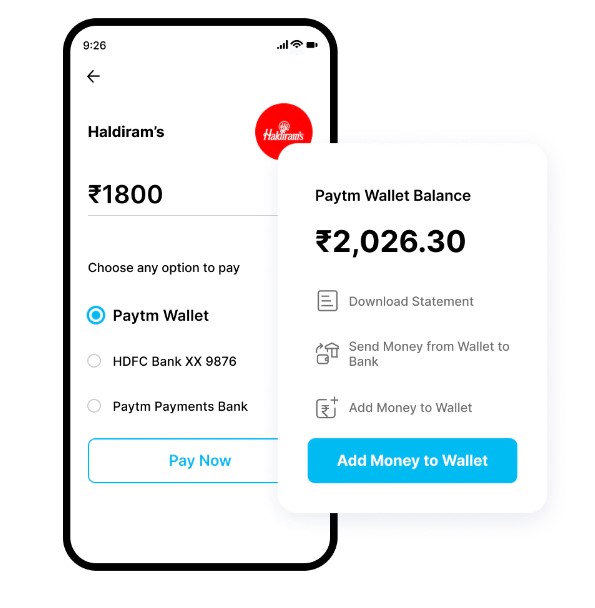 9:26
Haldiram’s
Haldiram's
₹1800
Choose any option to pay
Paytm Wallet
HDFC Bank XX 9876
Paytm Payments Bank
Pay Now
Paytm Wallet Balance
₹2,026.30
Download Statement
Send Money from Wallet to
Bank
Add Money to Wallet
Add Money to Wallet